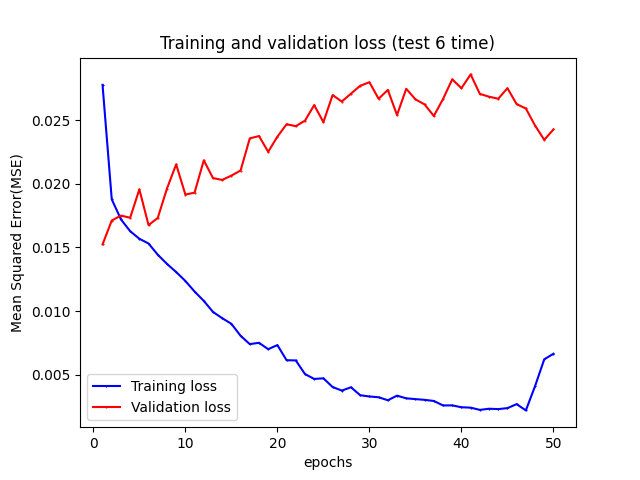 Training and validation loss (test 6 time)
Mean Squared Error(MSE)
0.025
0.020
0.015
0.010
0.005
Training loss
Validation loss
0 10 20 30 40 50
epochs